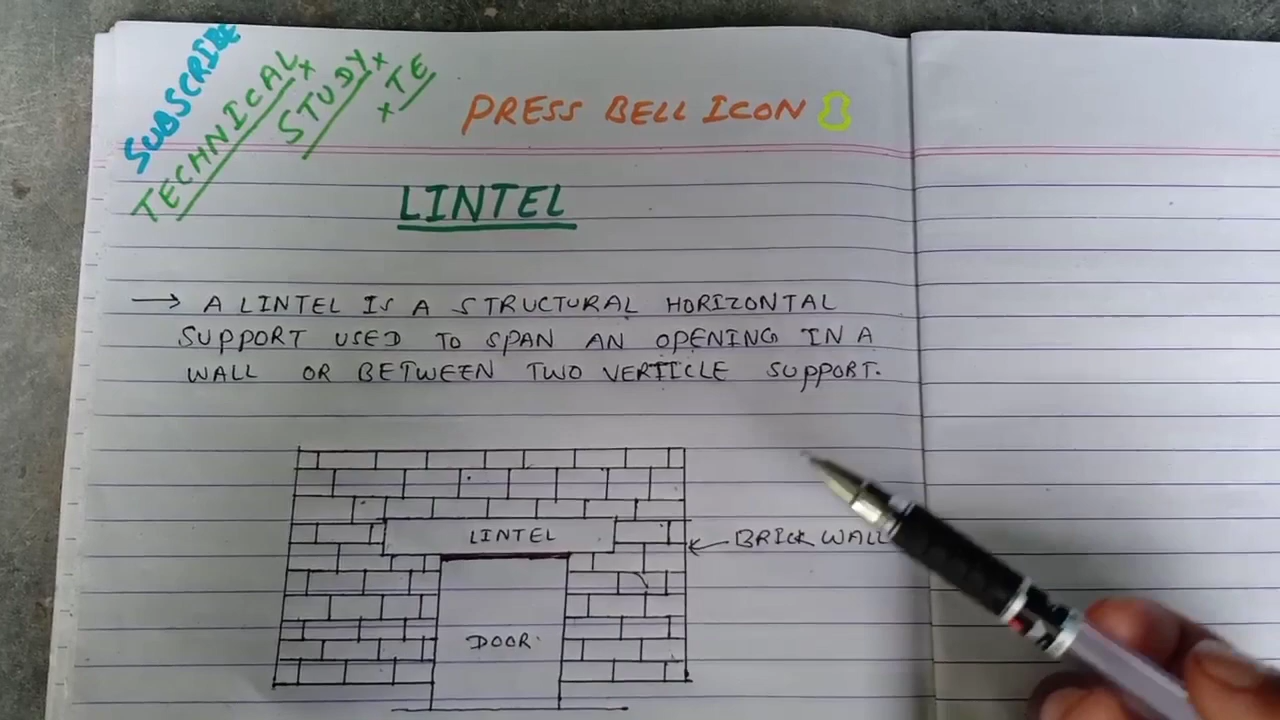 SUBSCRIBE
TECHNICAL
STUDY
TE
PRESS BELL ICON
LINTEL
→ A LINTEL IS A STRUCTURAL HORIZONTAL
SUPPORT USED TO SPAN AN OPENING IN A
WALL OR BETWEEN TWO VERTICLE SUPPORT.
LINTEL
BRICK WALL
DOOR